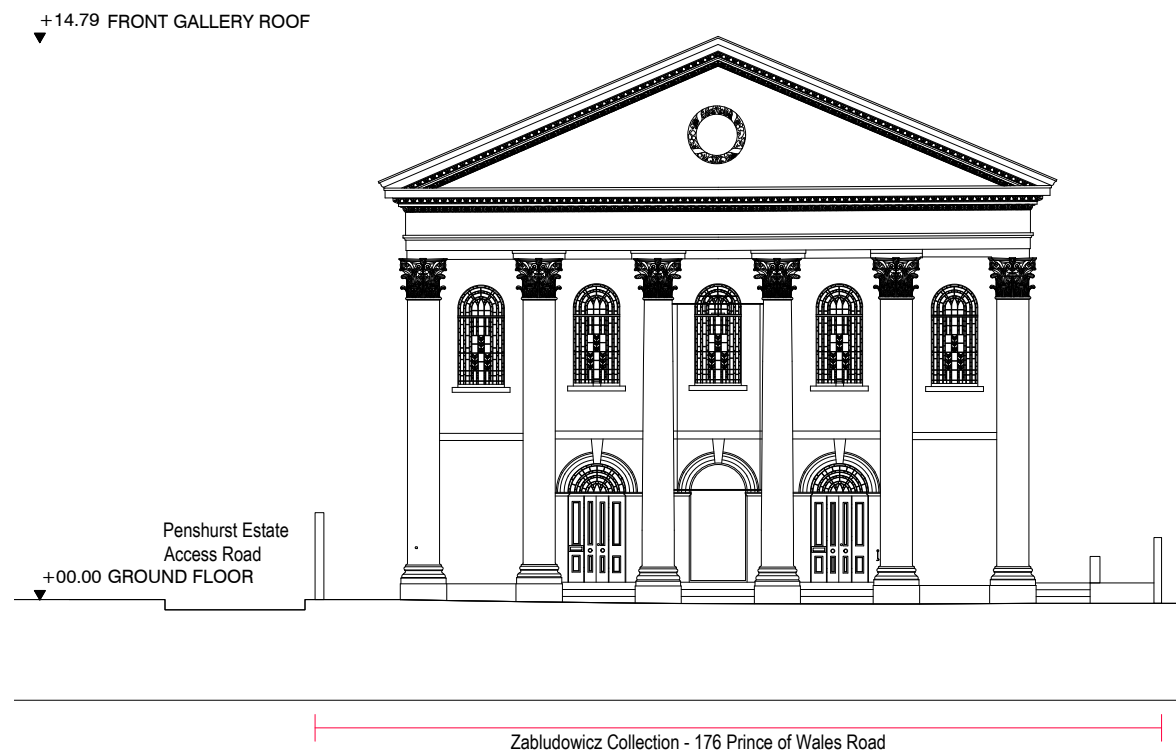 +14.79 FRONT GALLERY ROOF
Penshurst Estate
Access Road
+00.00 GROUND FLOOR
Zabludowicz Collection - 176 Prince of Wales Road